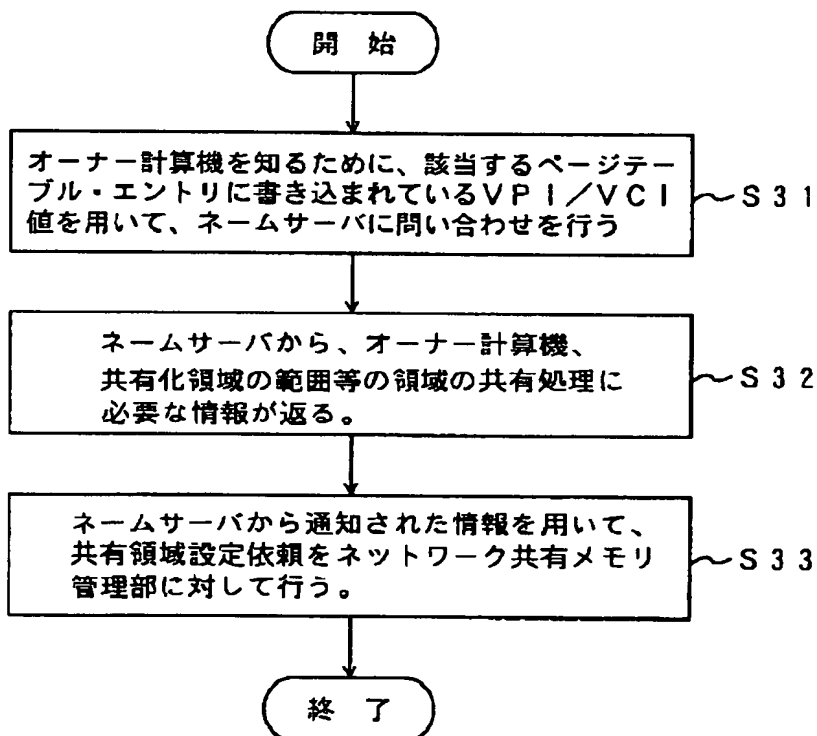 開 始
オーナー計算機を知るために、該当するページテー
ブル・エントリに書き込まれているＶＰＩ／ＶＣＩ
値を用いて、ネームサーバに問い合わせを行う
Ｓ３１
ネームサーバから、オーナー計算機、
共有化領域の範囲等の領域の共有処理に
必要な情報が返る。
Ｓ３２
ネームサーバから通知された情報を用いて、
共有領域設定依頼をネットワーク共有メモリ
管理部に対して行う。
Ｓ３３
終 了